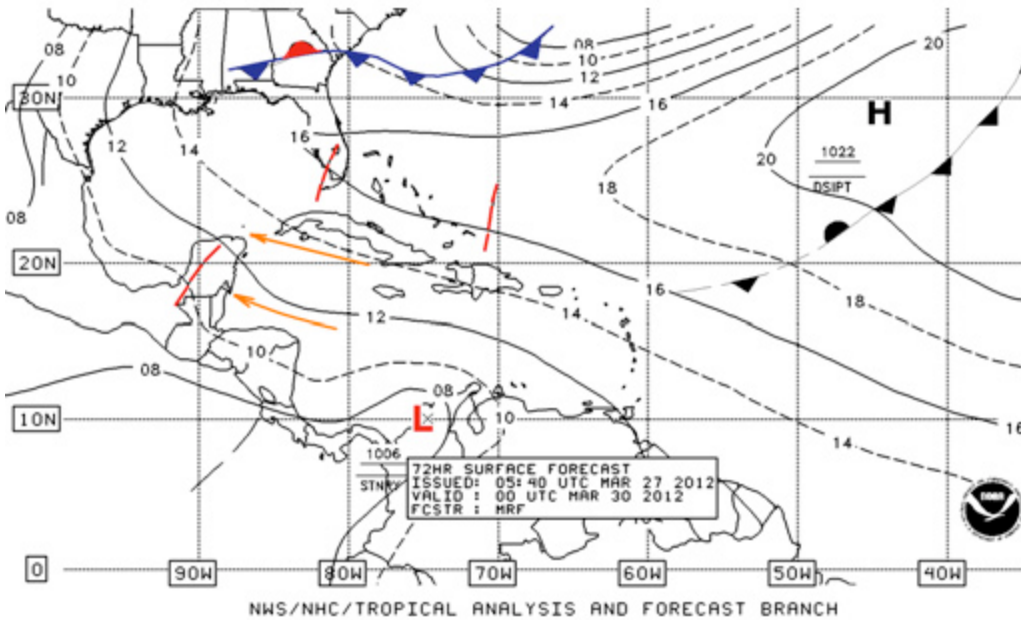 08
10
12
14
16
08
10
12
14
16
20
H
30N
1022
DSIPT
20
18
08
20N
16
18
14
12
10
08
08
10N
L
10
16
14
1006
STNRY
72HR SURFACE FORECAST
ISSUED: 05:40 UTC MAR 27 2012
VALID : 00 UTC MAR 30 2012
FCSTR : MRF
NOAA
0
90W
80W
70W
60W
50W
40W
NWS/NHC/TROPICAL ANALYSIS AND FORECAST BRANCH